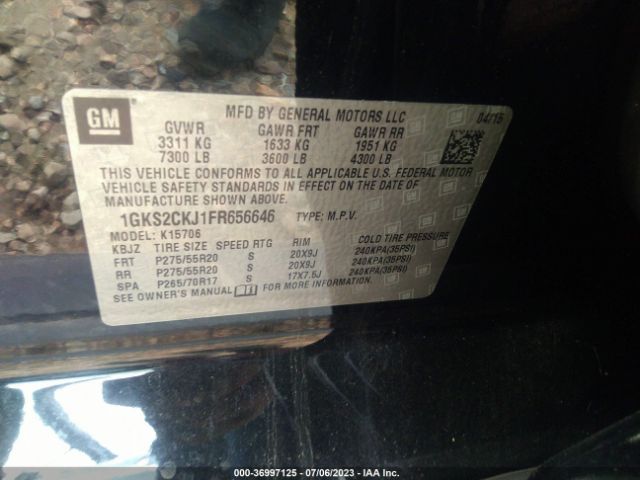 GM
MFD BY GENERAL MOTORS LLC 04/15
GVWR GAWR FRT GAWR RR
3311 KG 1633 KG 1951 KG
7300 LB 3600 LB 4300 LB
THIS VEHICLE CONFORMS TO ALL APPLICABLE U.S. FEDERAL MOTOR
VEHICLE SAFETY STANDARDS IN EFFECT ON THE DATE OF
MANUFACTURE SHOWN ABOVE.
1GKS2CKJ1FR656646 TYPE: M.P.V.
MODEL: K15706
KBJZ TIRE SIZE SPEED RTG RIM COLD TIRE PRESSURE
FRT P275/55R20 S 20X9J 240KPA(35PSI)
RR P275/55R20 S 20X9J 240KPA(35PSI)
SPA P265/70R17 S 17X7.5J 240KPA(35PSI)
SEE OWNER'S MANUAL
000-36997125 - 07/06/2023 - IAA Inc.